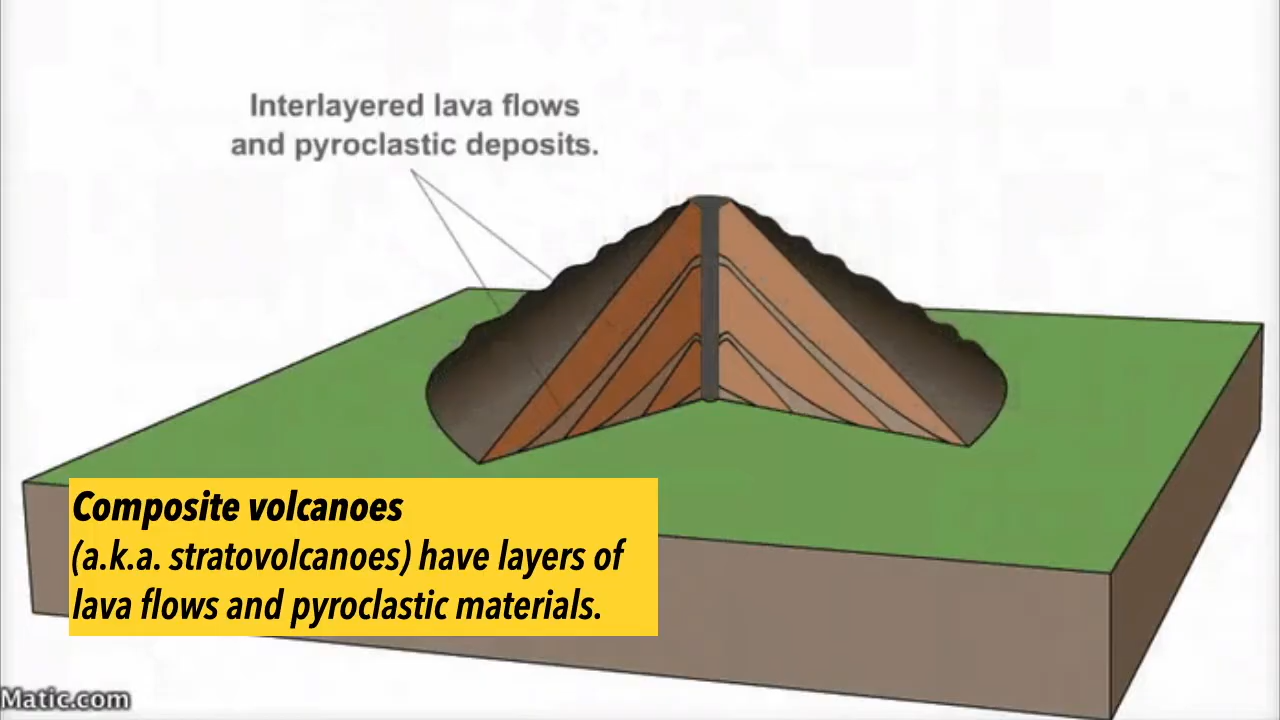 Interlayered lava flows
and pyroclastic deposits.
Composite volcanoes
(a.k.a. stratovolcanoes) have layers of
lava flows and pyroclastic materials.
Matic.com